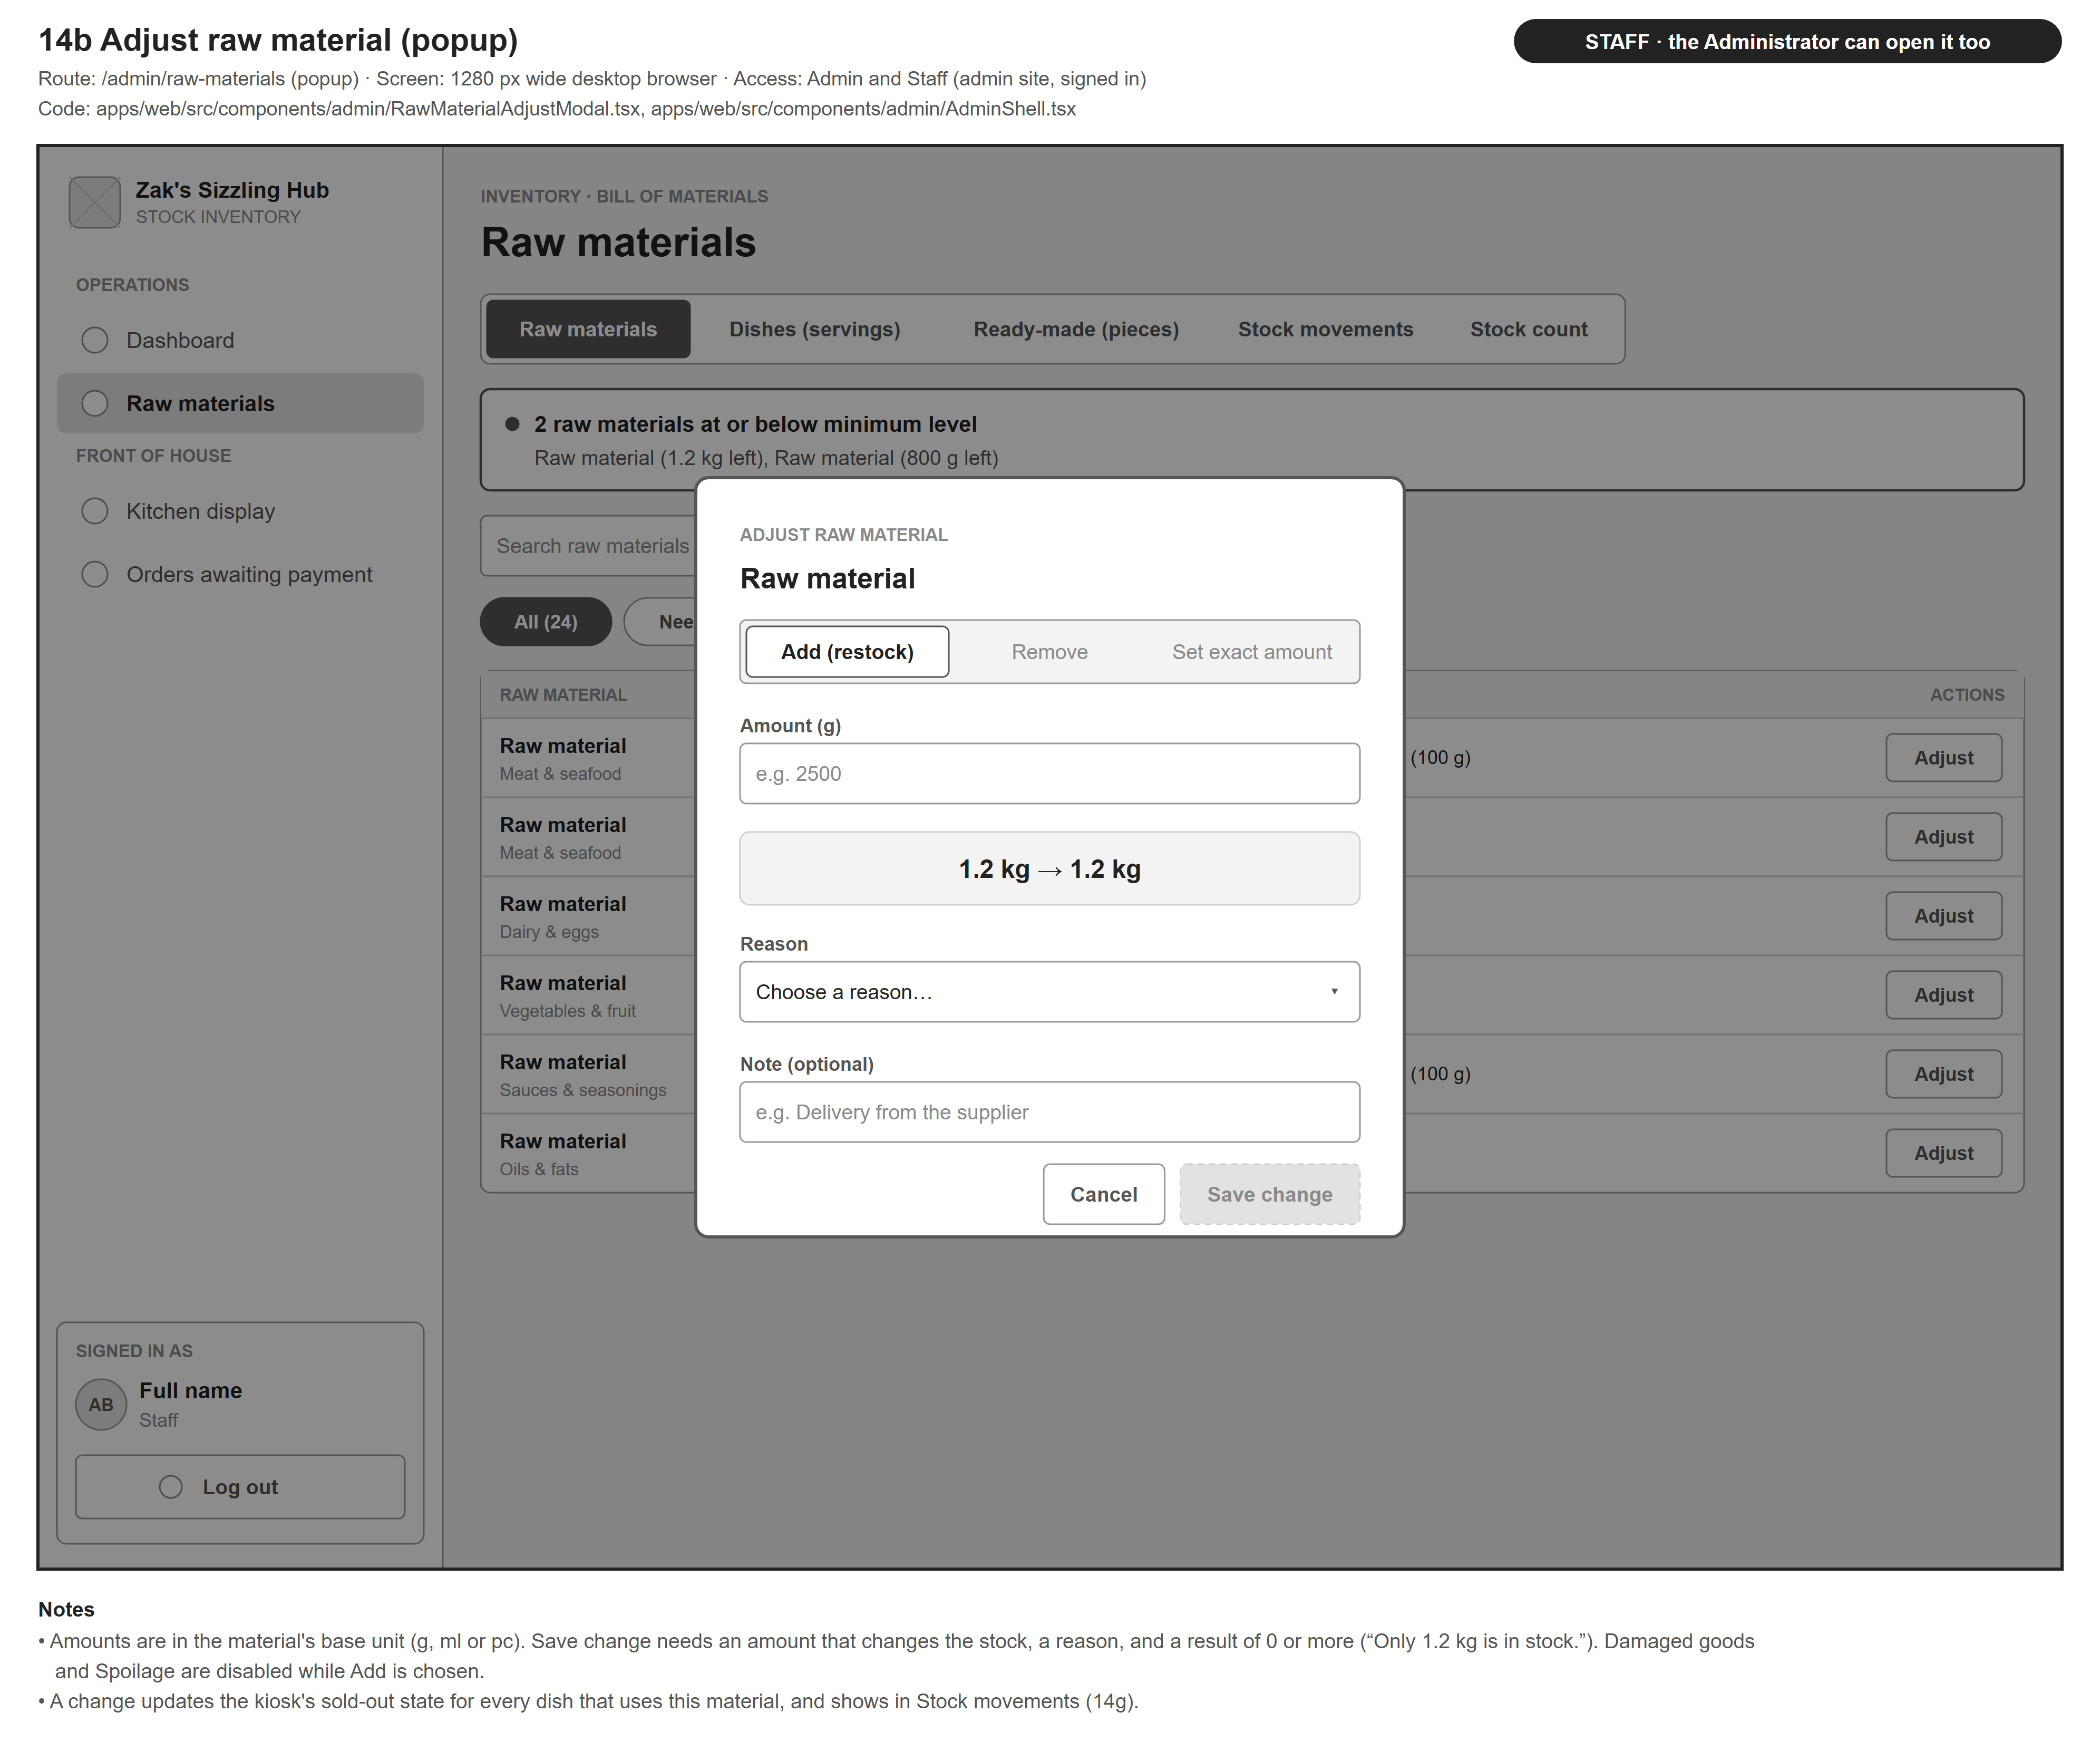 14b Adjust raw material (popup)
STAFF · the Administrator can open it too
Route: /admin/raw-materials (popup) · Screen: 1280 px wide desktop browser · Access: Admin and Staff (admin site, signed in)
Code: apps/web/src/components/admin/RawMaterialAdjustModal.tsx, apps/web/src/components/admin/AdminShell.tsx
Zak's Sizzling Hub
STOCK INVENTORY
OPERATIONS
Dashboard
Raw materials
FRONT OF HOUSE
Kitchen display
Orders awaiting payment
SIGNED IN AS
AB
Full name
Staff
Log out
INVENTORY · BILL OF MATERIALS
Raw materials
Raw materials
Dishes (servings)
Ready-made (pieces)
Stock movements
Stock count
2 raw materials at or below minimum level
Raw material (1.2 kg left), Raw material (800 g left)
Search raw materials
All (24)
Nee
RAW MATERIAL
ACTIONS
Raw material
Meat & seafood
(100 g)
Adjust
Raw material
Meat & seafood
Adjust
Raw material
Dairy & eggs
Adjust
Raw material
Vegetables & fruit
Adjust
Raw material
Sauces & seasonings
(100 g)
Adjust
Raw material
Oils & fats
Adjust
ADJUST RAW MATERIAL
Raw material
Add (restock)
Remove
Set exact amount
Amount (g)
e.g. 2500
1.2 kg → 1.2 kg
Reason
Choose a reason…
Note (optional)
e.g. Delivery from the supplier
Cancel
Save change
Notes
• Amounts are in the material's base unit (g, ml or pc). Save change needs an amount that changes the stock, a reason, and a result of 0 or more (“Only 1.2 kg is in stock.”). Damaged goods
and Spoilage are disabled while Add is chosen.
• A change updates the kiosk's sold-out state for every dish that uses this material, and shows in Stock movements (14g).